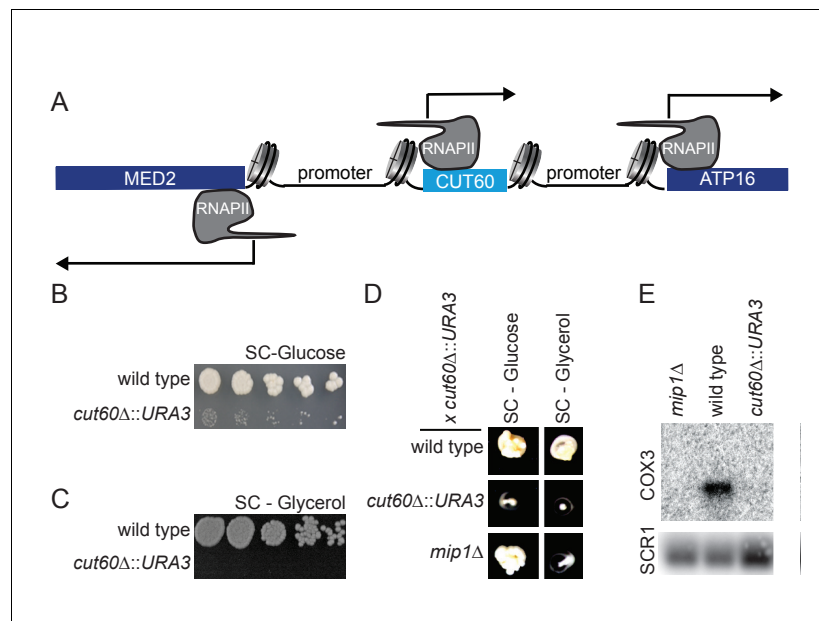 A
RNAPII
RNAPII
promoter
promoter
MED2
CUT60
ATP16
RNAPII
B
SC-Glucose
wild type
cut60Δ::URA3
C
SC - Glycerol
wild type
cut60Δ::URA3
D
x cut60Δ::URA3
SC - Glucose
SC - Glycerol
wild type
cut60Δ::URA3
mip1Δ
E
mip1Δ
wild type
cut60Δ::URA3
COX3
SCR1